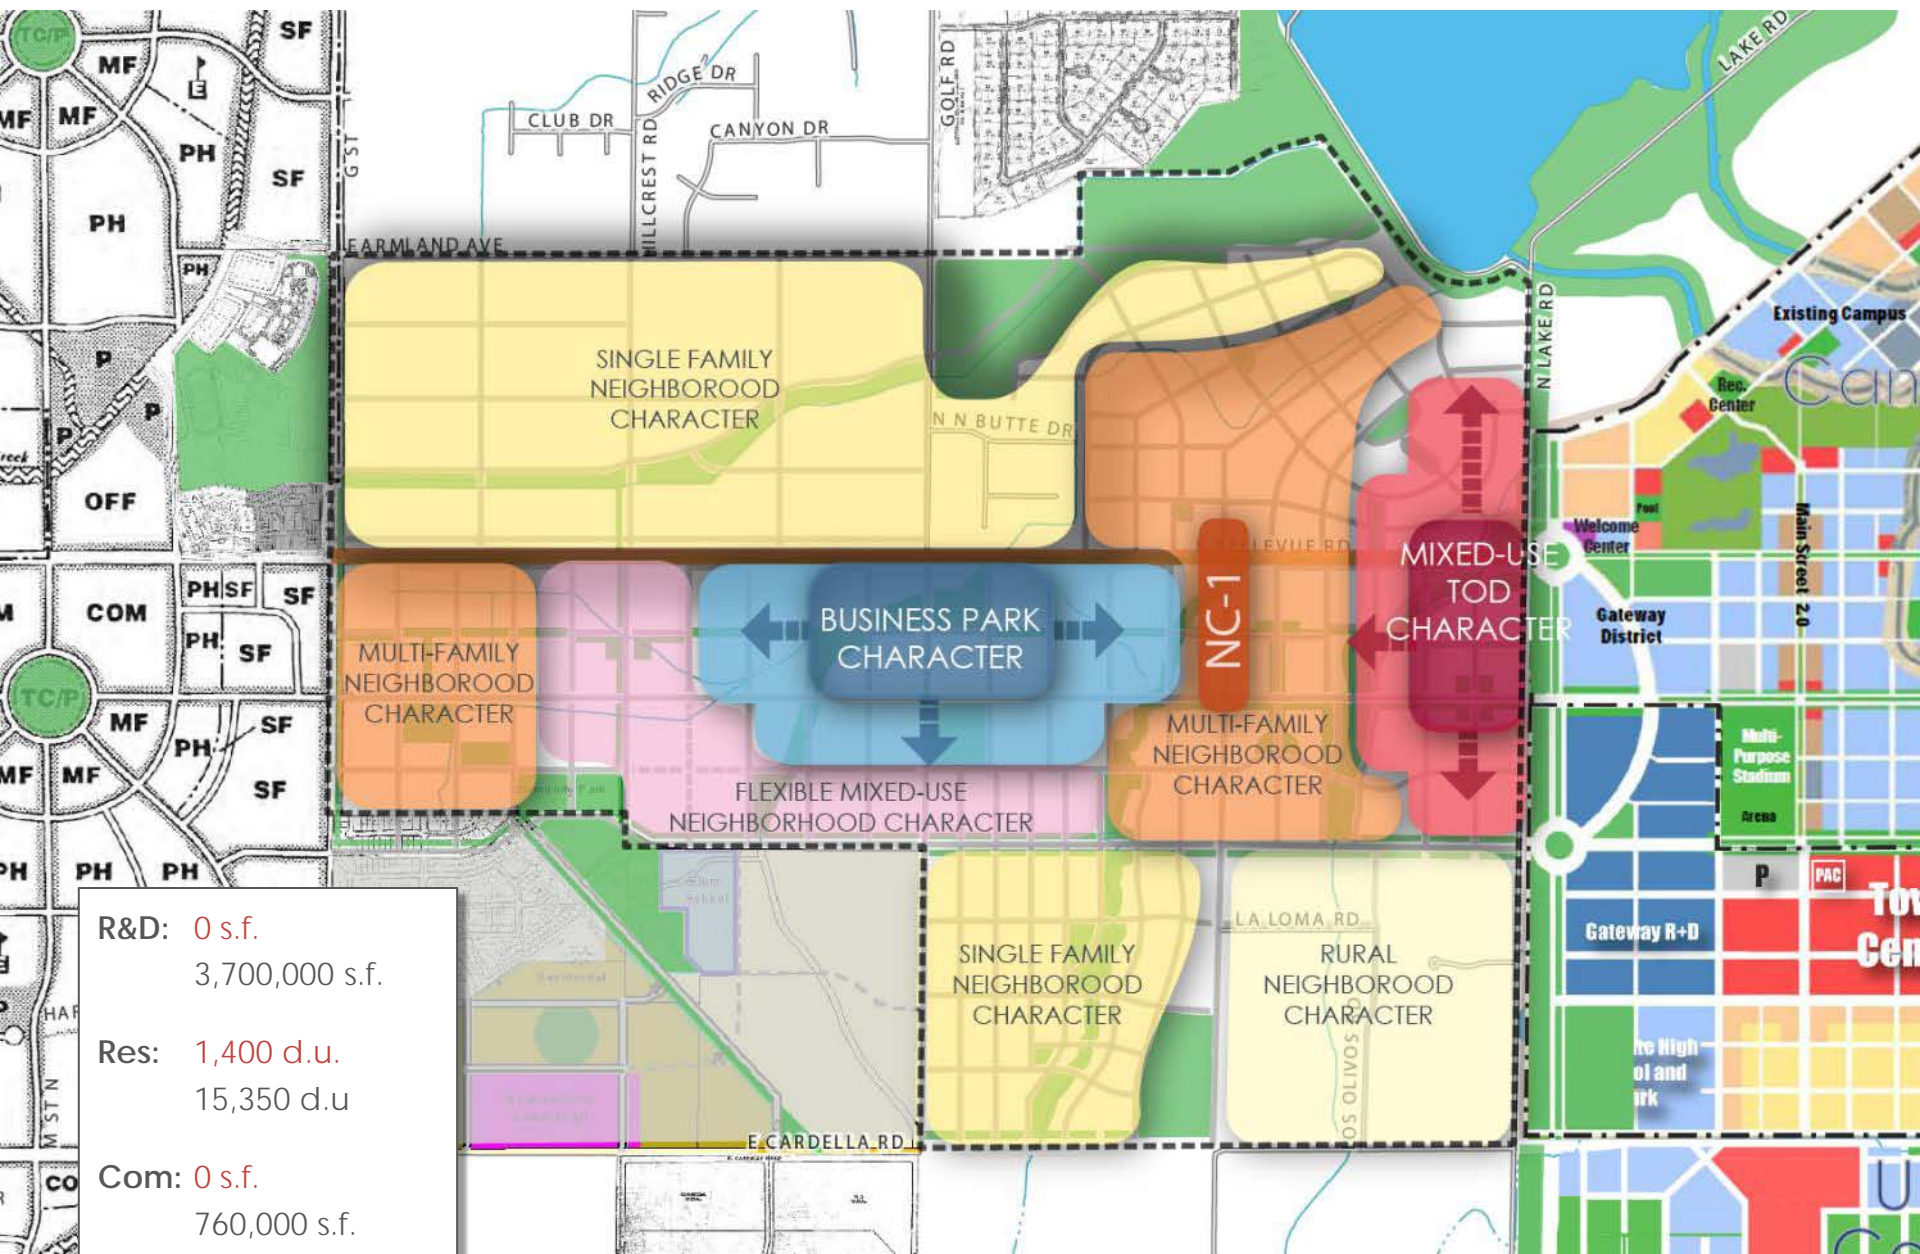 TC/P
SF
MF
E
MF
MF
PH
SF
PH
PH
P
P
P
OFF
G ST
CLUB DR
RIDGE DR
HILLCREST RD
CANYON DR
GOLF RD
LAKE RD
FARMLAND AVE
N LAKE RD
SINGLE FAMILY
NEIGHBOROOD
CHARACTER
N N BUTTE DR
Existing Campus
Rec.
Center
Pool
Welcome
Center
Main Street 2.0
Gateway
District
COM
PH
SF
SF
PH
SF
TC/P
MF
SF
PH
MF
MF
SF
PH
PH
PH
MULTI-FAMILY
NEIGHBOROOD
CHARACTER
BUSINESS PARK
CHARACTER
NC-1
MIXED-USE
TOD
CHARACTER
MULTI-FAMILY
NEIGHBOROOD
CHARACTER
FLEXIBLE MIXED-USE
NEIGHBORHOOD CHARACTER
Multi-
Purpose
Stadium
Arena
P
PAC
Gateway R+D
SINGLE FAMILY
NEIGHBOROOD
CHARACTER
LA LOMA RD
RURAL
NEIGHBOROOD
CHARACTER
E CARDELLA RD
M ST N
R&D: 0 s.f.
3,700,000 s.f.
Res: 1,400 d.u.
15,350 d.u
Com: 0 s.f.
760,000 s.f.